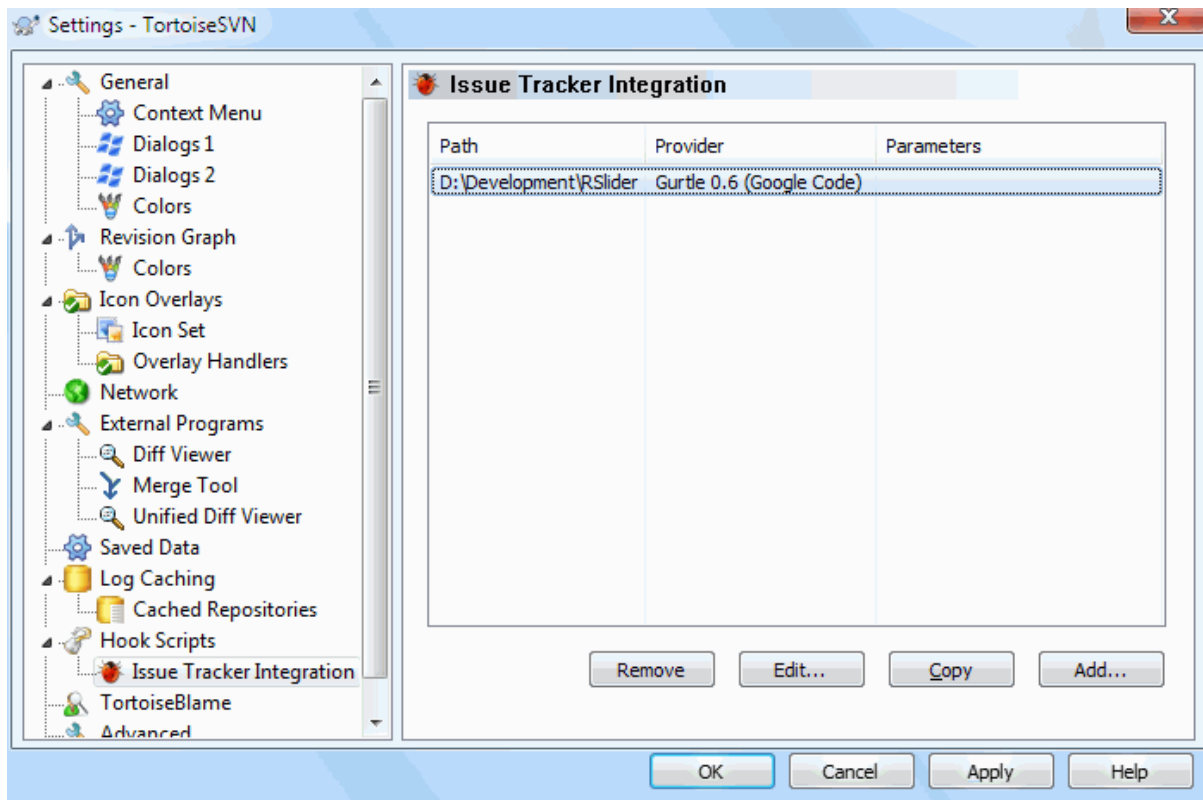 Settings - TortoiseSVN
General
Context Menu
Dialogs 1
Dialogs 2
Colors
Revision Graph
Colors
Icon Overlays
Icon Set
Overlay Handlers
Network
External Programs
Diff Viewer
Merge Tool
Unified Diff Viewer
Saved Data
Log Caching
Cached Repositories
Hook Scripts
Issue Tracker Integration
TortoiseBlame
Advanced
Issue Tracker Integration
Path Provider Parameters
D:\Development\RSlider Gurtle 0.6 (Google Code)
Remove Edit... Copy Add...
OK Cancel Apply Help